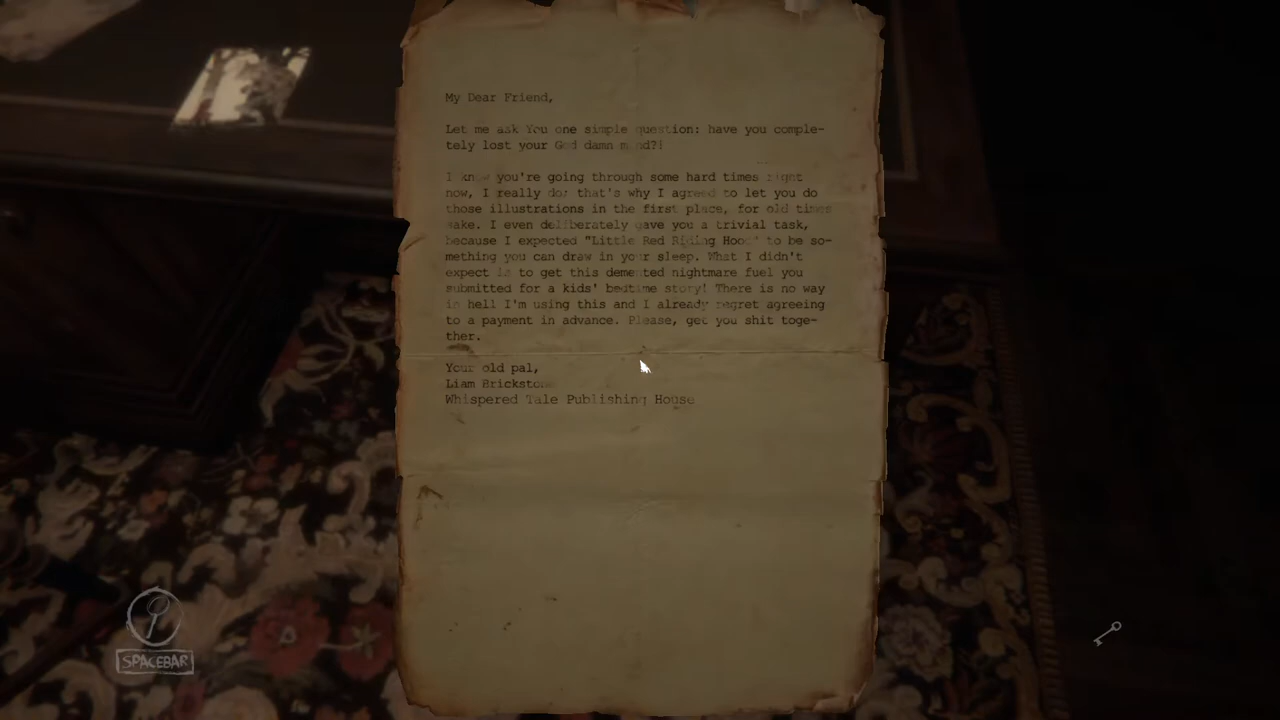 My Dear Friend,
Let me ask You one simple question: have you comple-
tely lost your God damn mind?!
I know you're going through some hard times right
now, I really do: that's why I agreed to let you do
those illustrations in the first place, for old times
sake. I even deliberately gave you a trivial task,
because I expected "Little Red Riding Hood" to be so-
mething you can draw in your sleep. What I didn't
expect is to get this demented nightmare fuel you
submitted for a kids' bedtime story! There is no way
in hell I'm using this and I already regret agreeing
to a payment in advance. Please, get you shit toge-
ther.
Your old pal,
Liam Brickstone
Whispered Tale Publishing House
SPACEBAR